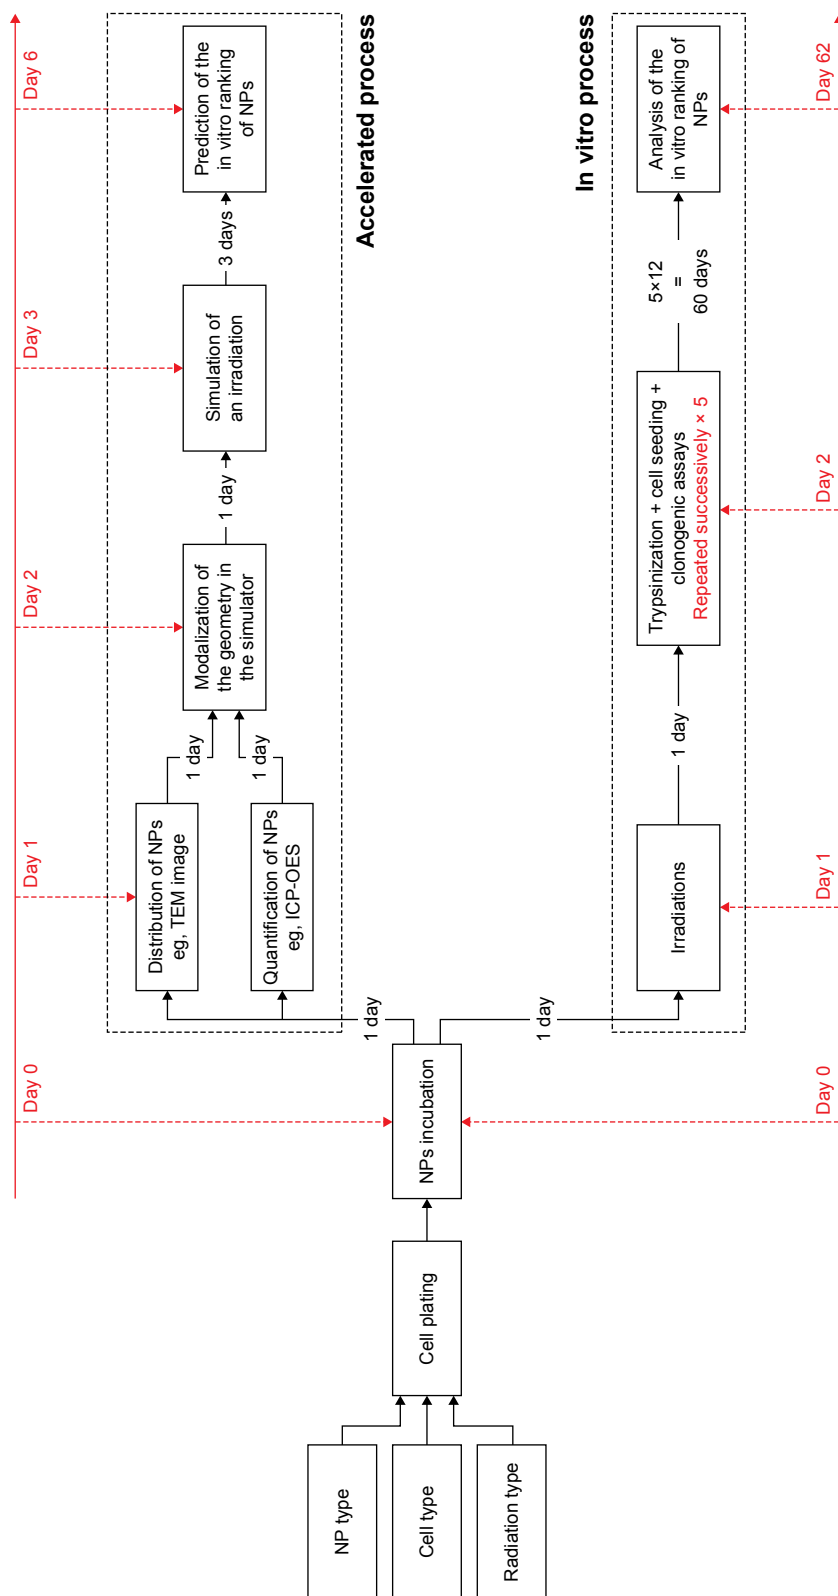 Day 0
Day 1
Day 2
Day 3
Day 6
NP type
Cell type
Radiation type
Cell plating
NPs incubation
1 day
Distribution of NPs
eg, TEM image
Quantification of NPs
eg, ICP-OES
1 day
1 day
Modalization of
the geometry in
the simulator
1 day
Simulation of
an irradiation
3 days
Prediction of the
in vitro ranking
of NPs
Accelerated process
In vitro process
1 day
Irradiations
1 day
Trypsinization + cell seeding +
clonogenic assays
Repeated successively × 5
5×12
=
60 days
Analysis of the
in vitro ranking of
NPs
Day 0
Day 1
Day 2
Day 62